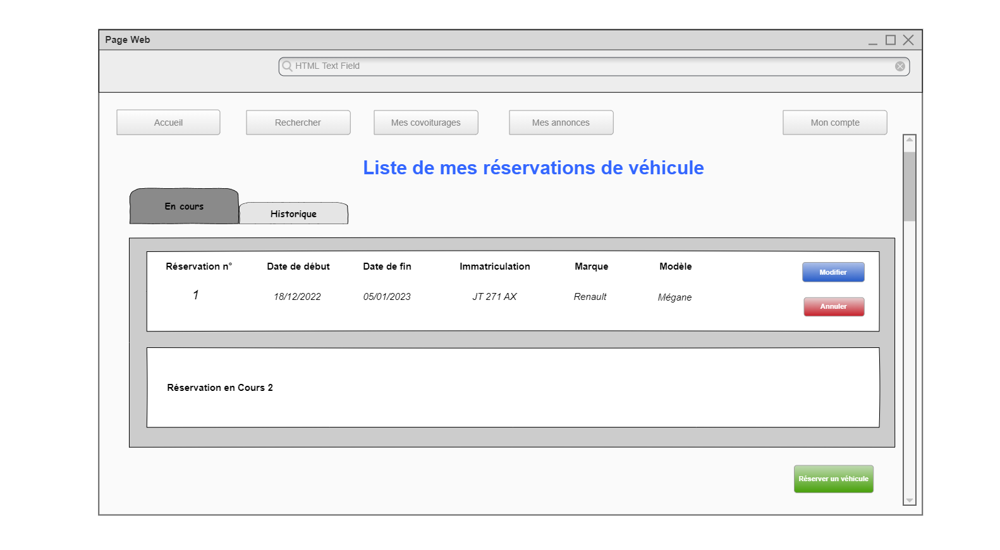 Page Web
HTML Text Field
Accueil Rechercher Mes covoiturages Mes annonces Mon compte
Liste de mes réservations de véhicule
En cours
Historique
Réservation n° Date de début Date de fin Immatriculation Marque Modèle Modifier
1 18/12/2022 05/01/2023 JT 271 AX Renault Mégane
Annuler
Réservation en Cours 2
Réserver un véhicule